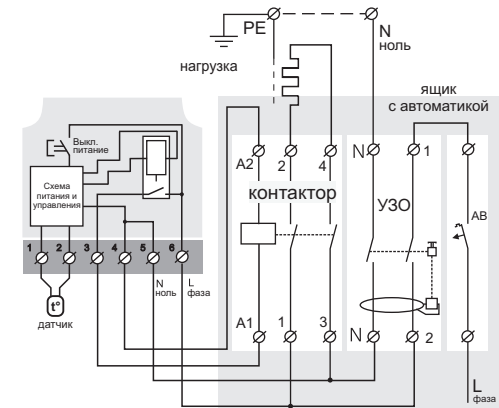 PE
N
ноль
нагрузка
ящик
с автоматикой
Выкл.
питание
Схема
питания и
управления
1 2 3 4 5 6
t°
датчик
N
ноль
L
фаза
A2 2 4
контактор
A1 1 3
N 1
УЗО
N 2
АВ
L
фаза